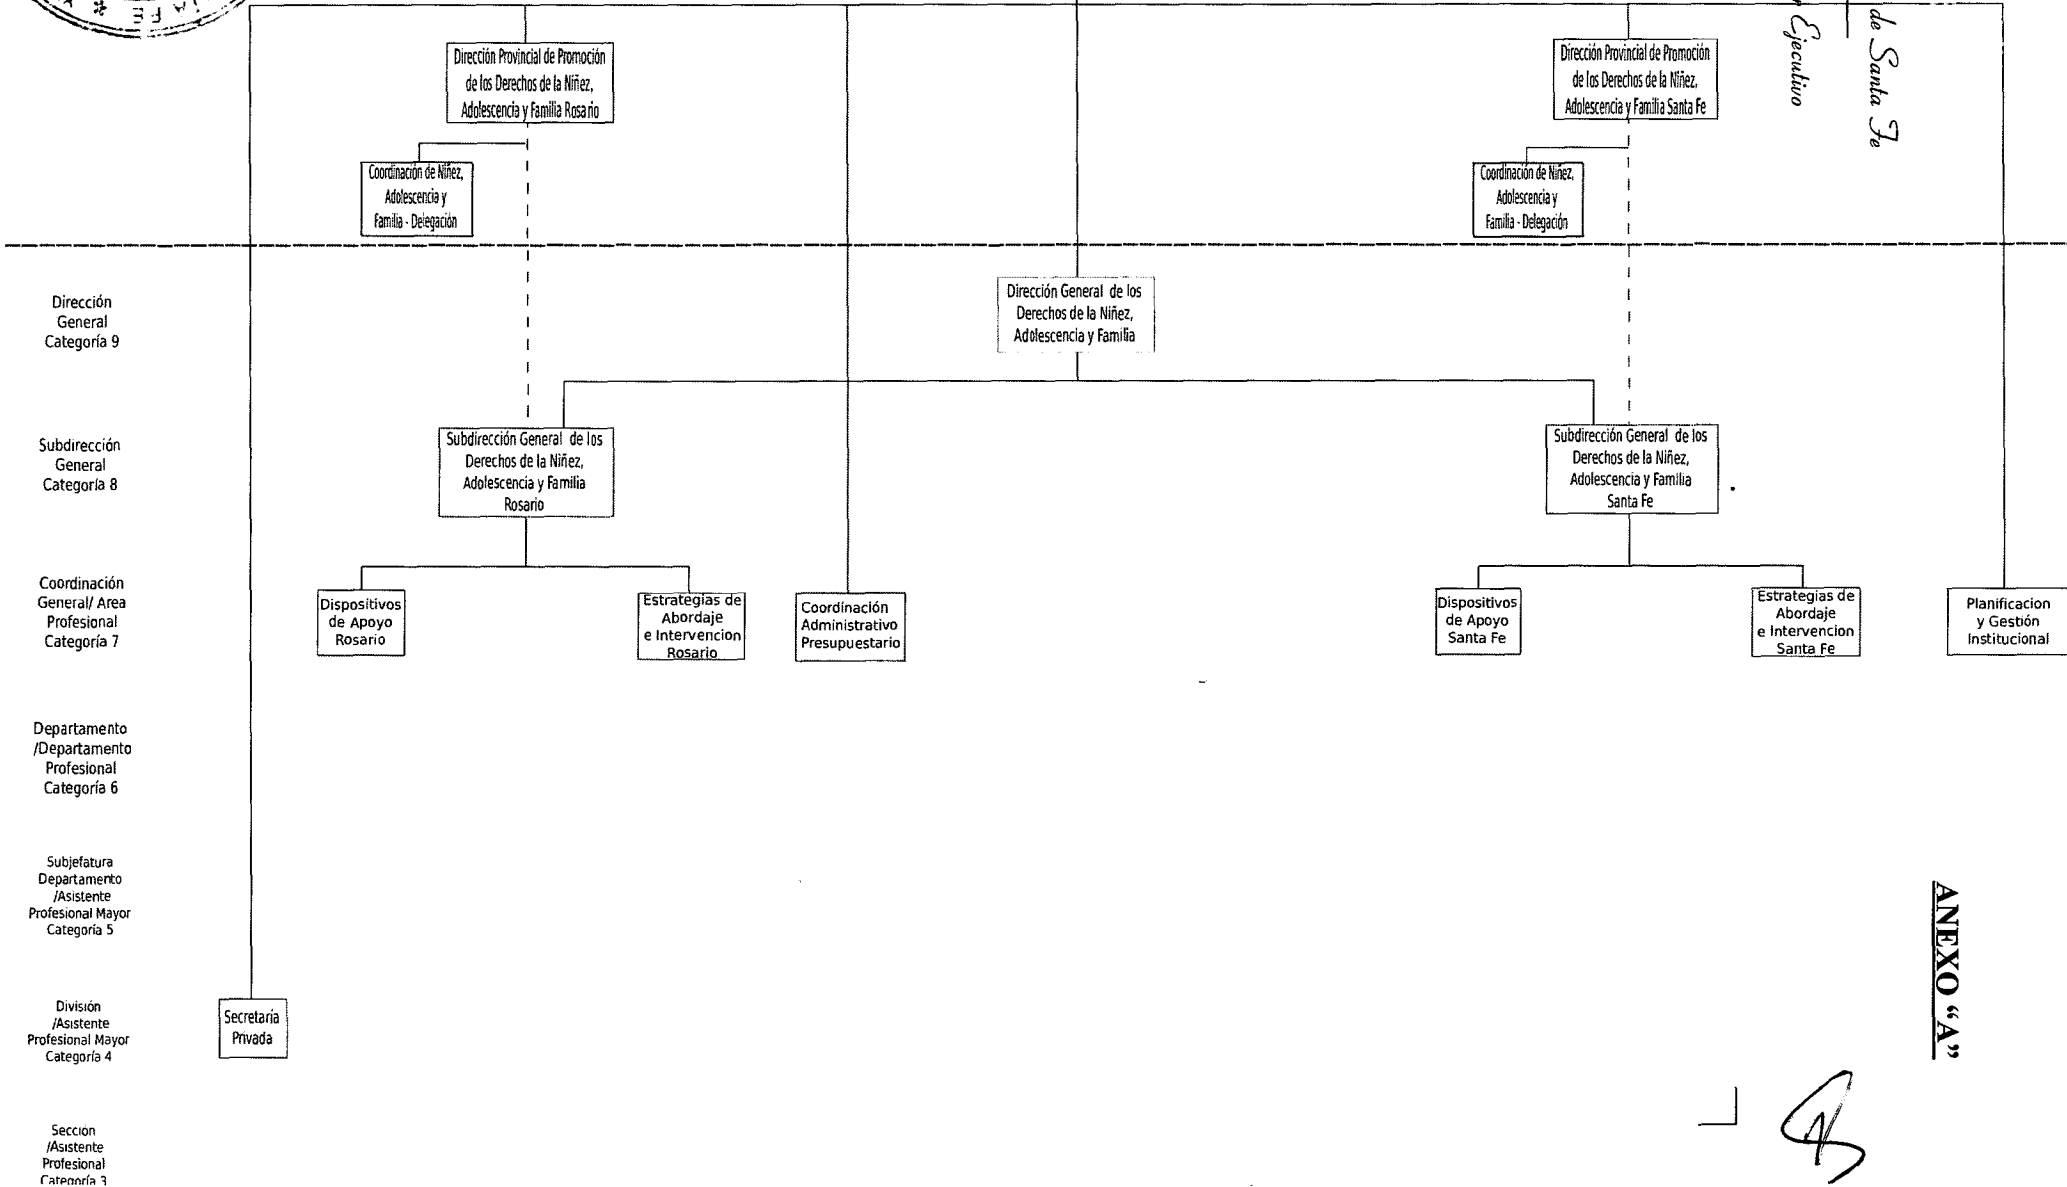 de Santa Fe
Ejecutivo
Dirección Provincial de Promoción
de los Derechos de la Niñez,
Adolescencia y Familia Rosario
Dirección Provincial de Promoción
de los Derechos de la Niñez,
Adolescencia y Familia Santa Fe
Coordinación de Niñez,
Adolescencia y
Familia - Delegación
Coordinación de Niñez,
Adolescencia y
Familia - Delegación
Dirección
General
Categoría 9
Dirección General de los
Derechos de la Niñez,
Adolescencia y Familia
Subdirección
General
Categoría 8
Subdirección General de los
Derechos de la Niñez,
Adolescencia y Familia
Rosario
Subdirección General de los
Derechos de la Niñez,
Adolescencia y Familia
Santa Fe
Coordinación
General/ Area
Profesional
Categoría 7
Dispositivos
de Apoyo
Rosario
Estrategias de
Abordaje
e Intervencion
Rosario
Coordinación
Administrativo
Presupuestario
Dispositivos
de Apoyo
Santa Fe
Estrategias de
Abordaje
e Intervencion
Santa Fe
Planificacion
y Gestión
Institucional
Departamento
/Departamento
Profesional
Categoría 6
Subjefatura
Departamento
/Asistente
Profesional Mayor
Categoría 5
División
/Asistente
Profesional Mayor
Categoría 4
Secretaría
Privada
Sección
/Asistente
Profesional
Categoría 3
ANEXO “A”